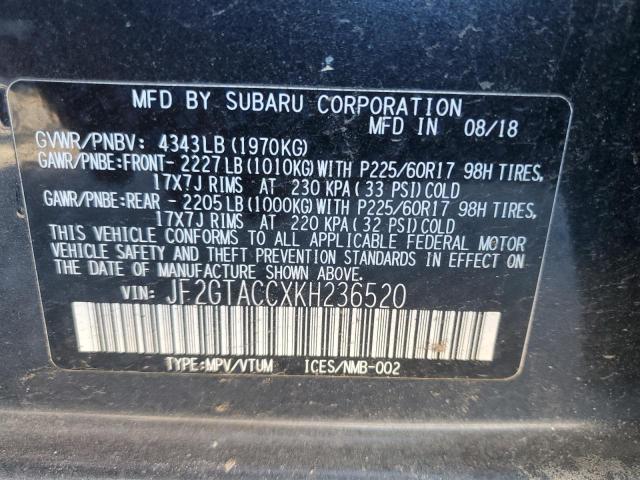 MFD BY SUBARU CORPORATION
MFD IN 08/18
GVWR/PNBV: 4343LB(1970KG)
GAWR/PNBE:FRONT-2227LB(1010KG)WITH P225/60R17 98H TIRES,
17X7J RIMS AT 230 KPA(33 PSI)COLD
GAWR/PNBE:REAR -2205LB(1000KG)WITH P225/60R17 98H TIRES,
17X7J RIMS AT 220 KPA(32 PSI)COLD
THIS VEHICLE CONFORMS TO ALL APPLICABLE FEDERAL MOTOR
VEHICLE SAFETY AND THEFT PREVENTION STANDARDS IN EFFECT
ON THE DATE OF MANUFACTURE SHOWN ABOVE.
VIN: JF2GTACCXKH236520
TYPE:MPV/VTUM ICES/NMB-002